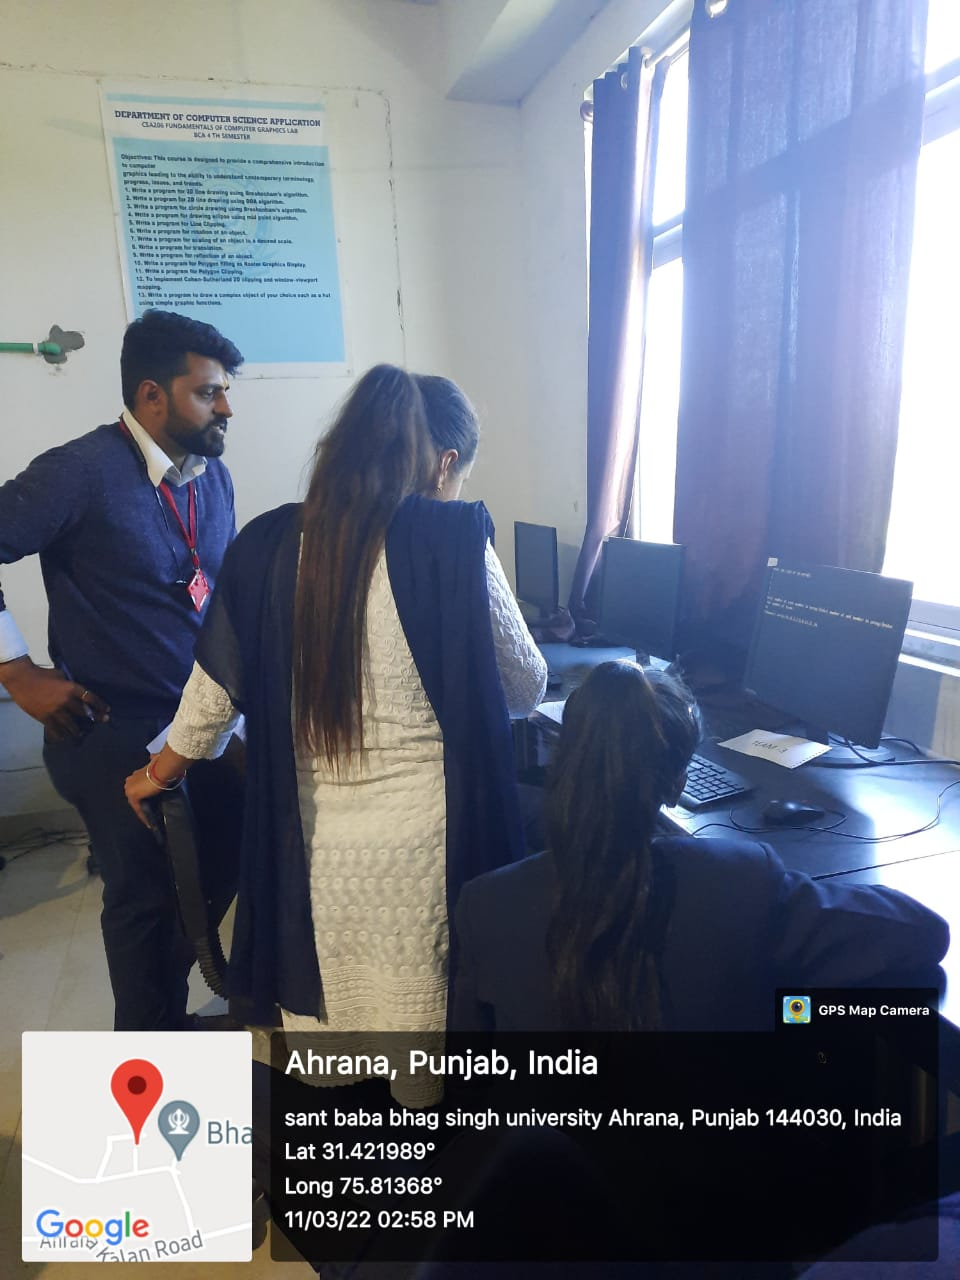 DEPARTMENT OF COMPUTER SCIENCE APPLICATION
CSA206 FUNDAMENTALS OF COMPUTER GRAPHICS LAB
BCA 4 TH SEMESTER
Objectives: This course is designed to provide a comprehensive introduction
to computer
graphics leading to the ability to understand contemporary terminology,
progress, issues, and trends.
1. Write a program for 2D line drawing using Bresenham's algorithm.
2. Write a program for 2D line drawing using DDA algorithm.
3. Write a program for circle drawing using Bresenham's algorithm.
4. Write a program for drawing eclipse using mid point algorithm.
5. Write a program for Line Clipping.
6. Write a program for rotation of an object.
7. Write a program for scaling of an object to a desired scale.
8. Write a program for translation.
9. Write a program for reflection of an object.
10. Write a program for Polygon filling as Raster Graphics Display.
11. Write a program for Polygon Clipping.
12. To implement Cohen-Sutherland 2D clipping and window-viewport
mapping.
13. Write a program to draw a complex object of your choice such as a hut
using simple graphic functions.
TEAM-3
GPS Map Camera
Ahrana, Punjab, India
sant baba bhag singh university Ahrana, Punjab 144030, India
Lat 31.421989°
Long 75.81368°
11/03/22 02:58 PM
Bha
Google
Kalan Road